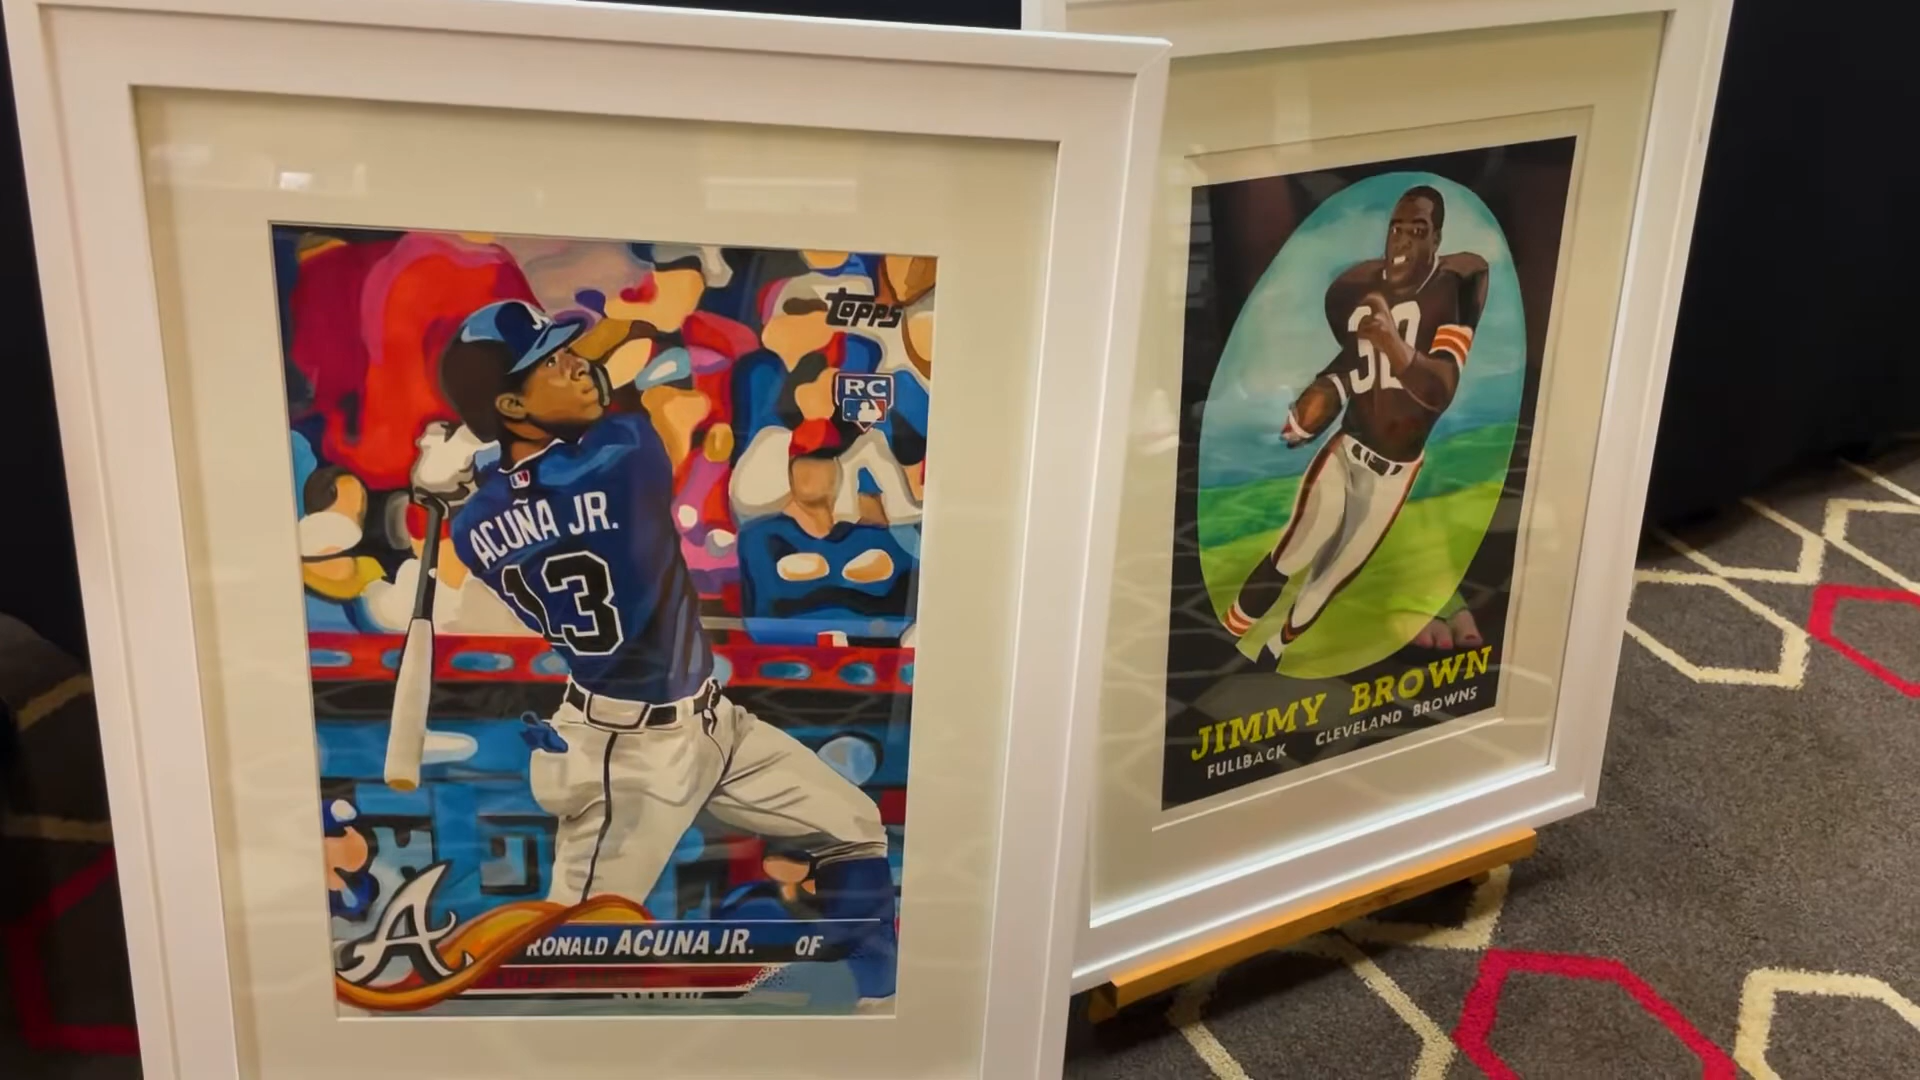 topps
RC
ACUÑA JR.
13
A
RONALD ACUNA JR. OF
32
JIMMY BROWN
FULLBACK CLEVELAND BROWNS